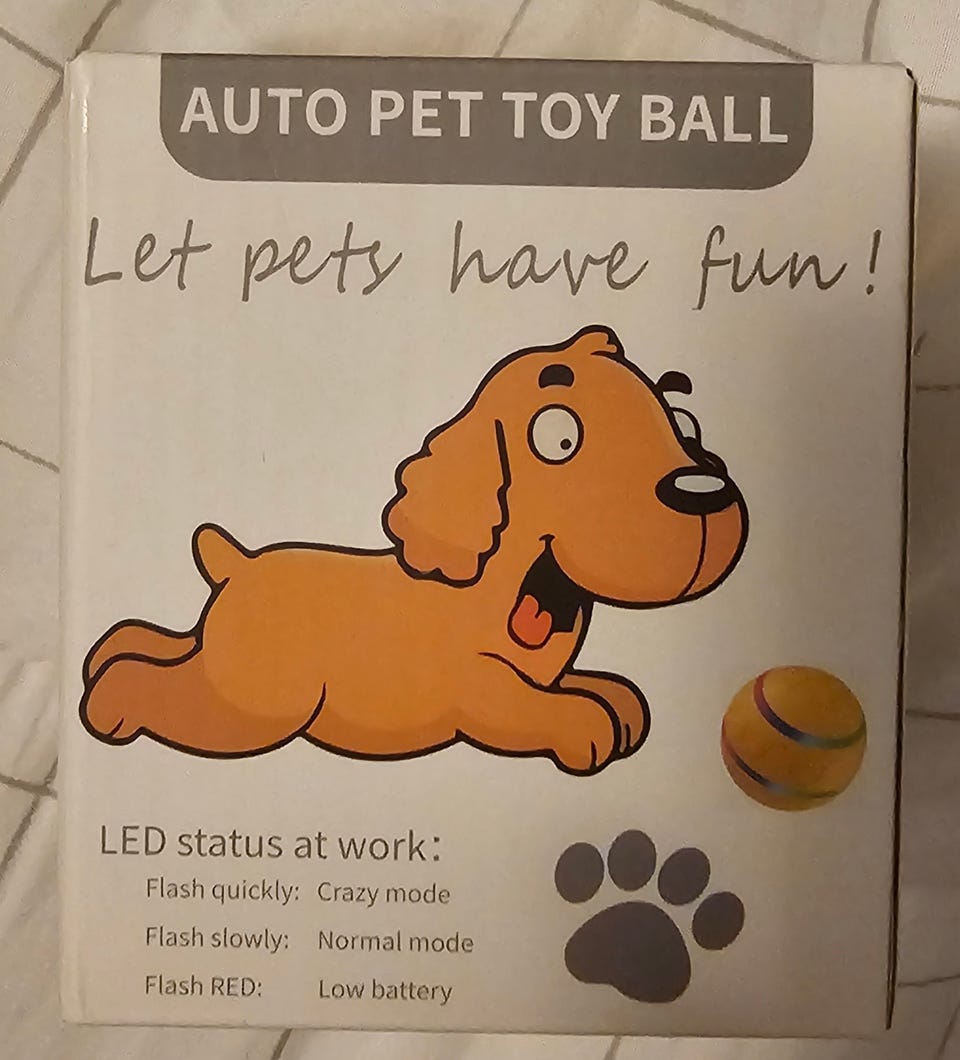 AUTO PET TOY BALL
Let pets have fun!
LED status at work:
Flash quickly: Crazy mode
Flash slowly: Normal mode
Flash RED: Low battery